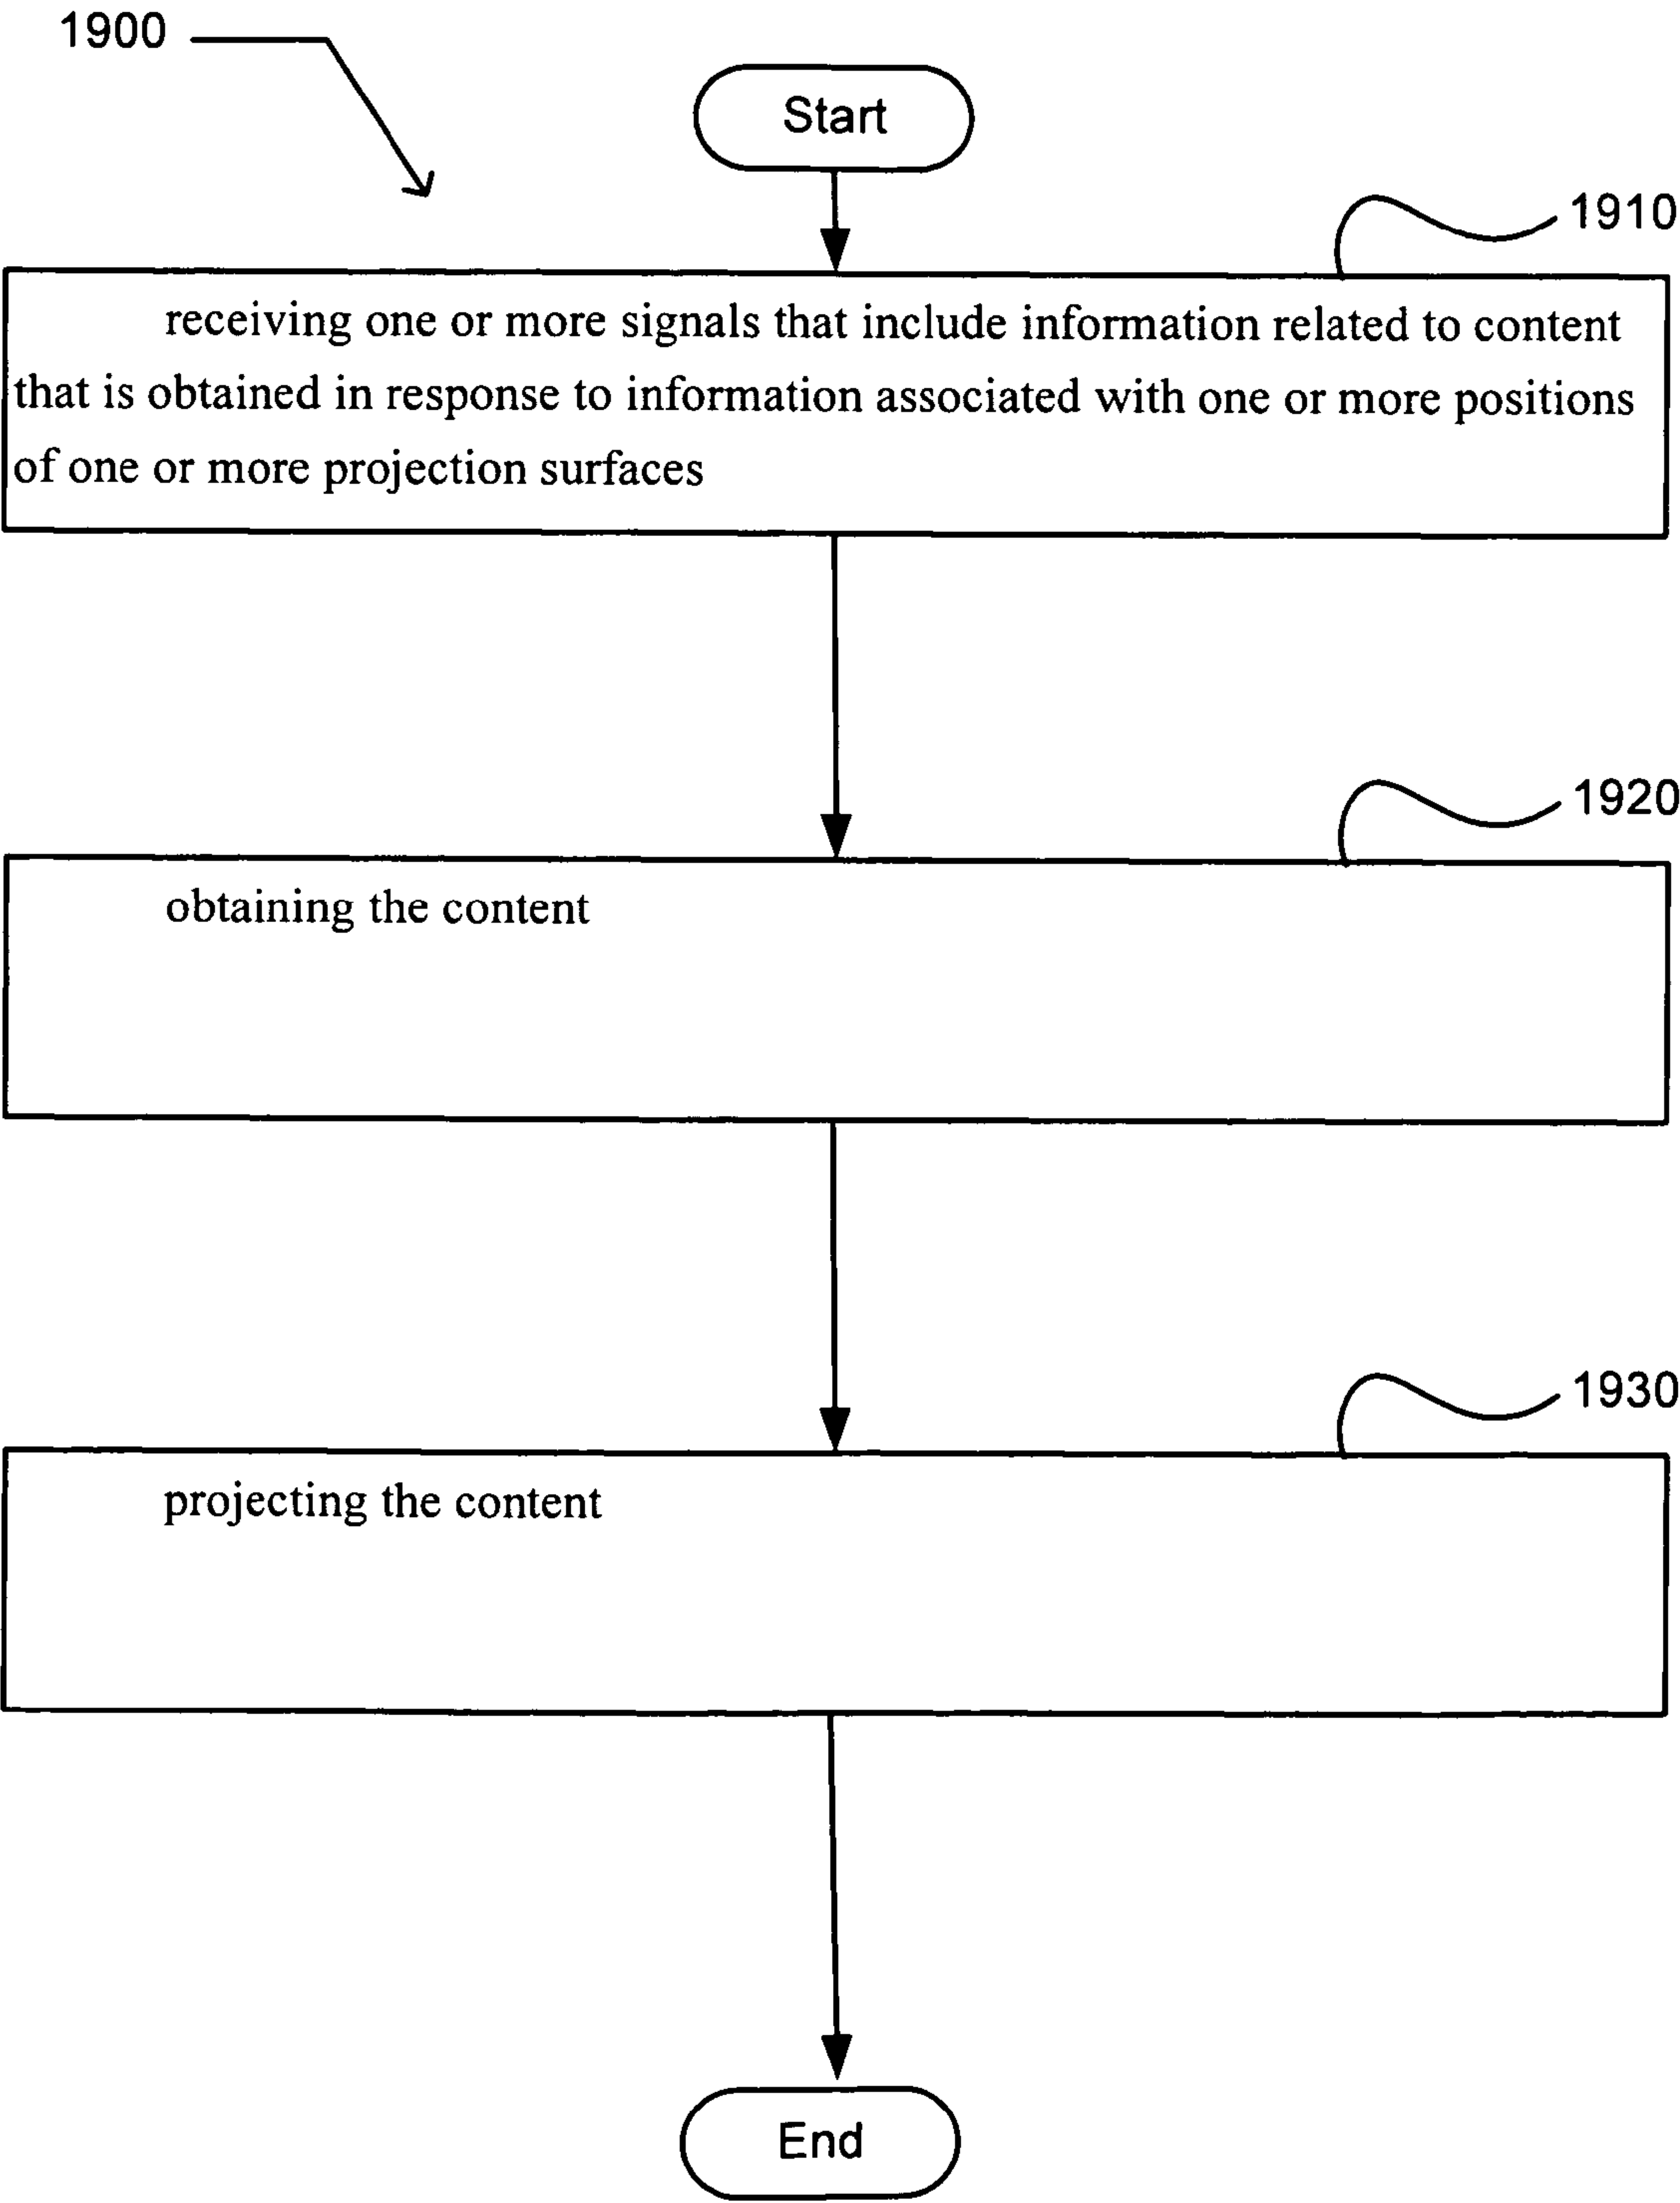 1900
Start
1910
receiving one or more signals that include information related to content
that is obtained in response to information associated with one or more positions
of one or more projection surfaces
1920
obtaining the content
1930
projecting the content
End